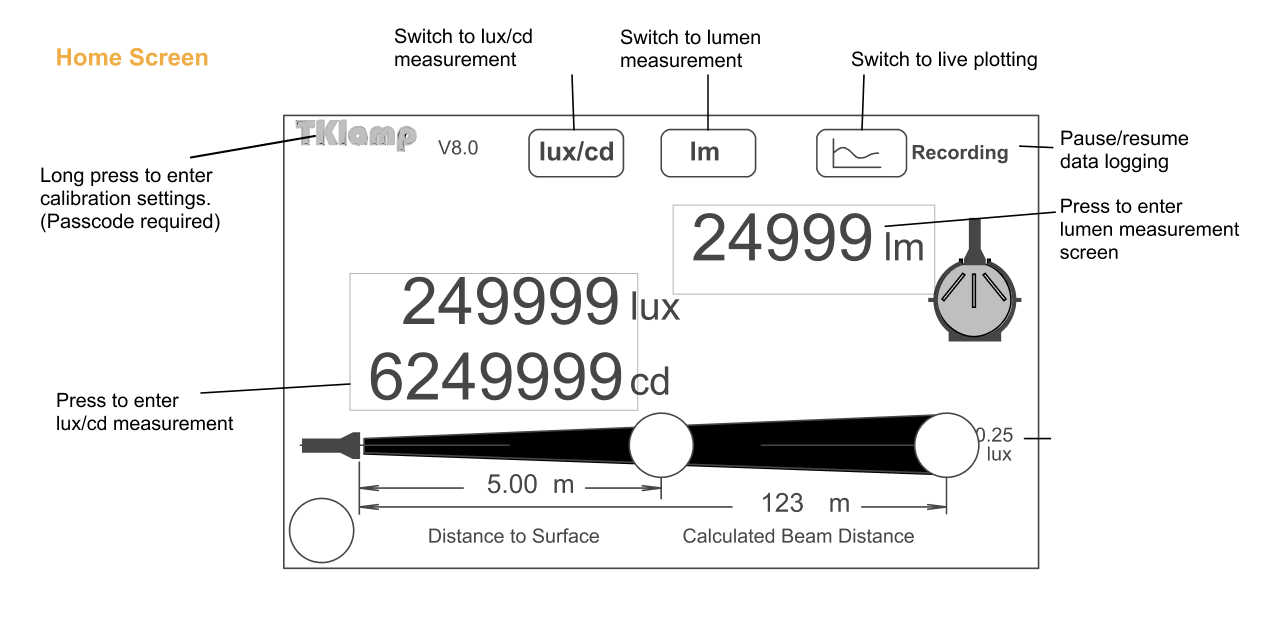 Home Screen
Switch to lux/cd
measurement
Switch to lumen
measurement
Switch to live plotting
TKlamp
V8.0
lux/cd
lm
Recording
Pause/resume
data logging
Long press to enter
calibration settings.
(Passcode required)
Press to enter
lumen measurement
screen
24999 lm
249999 lux
6249999 cd
Press to enter
lux/cd measurement
0.25
lux
5.00 m
123 m
Distance to Surface
Calculated Beam Distance